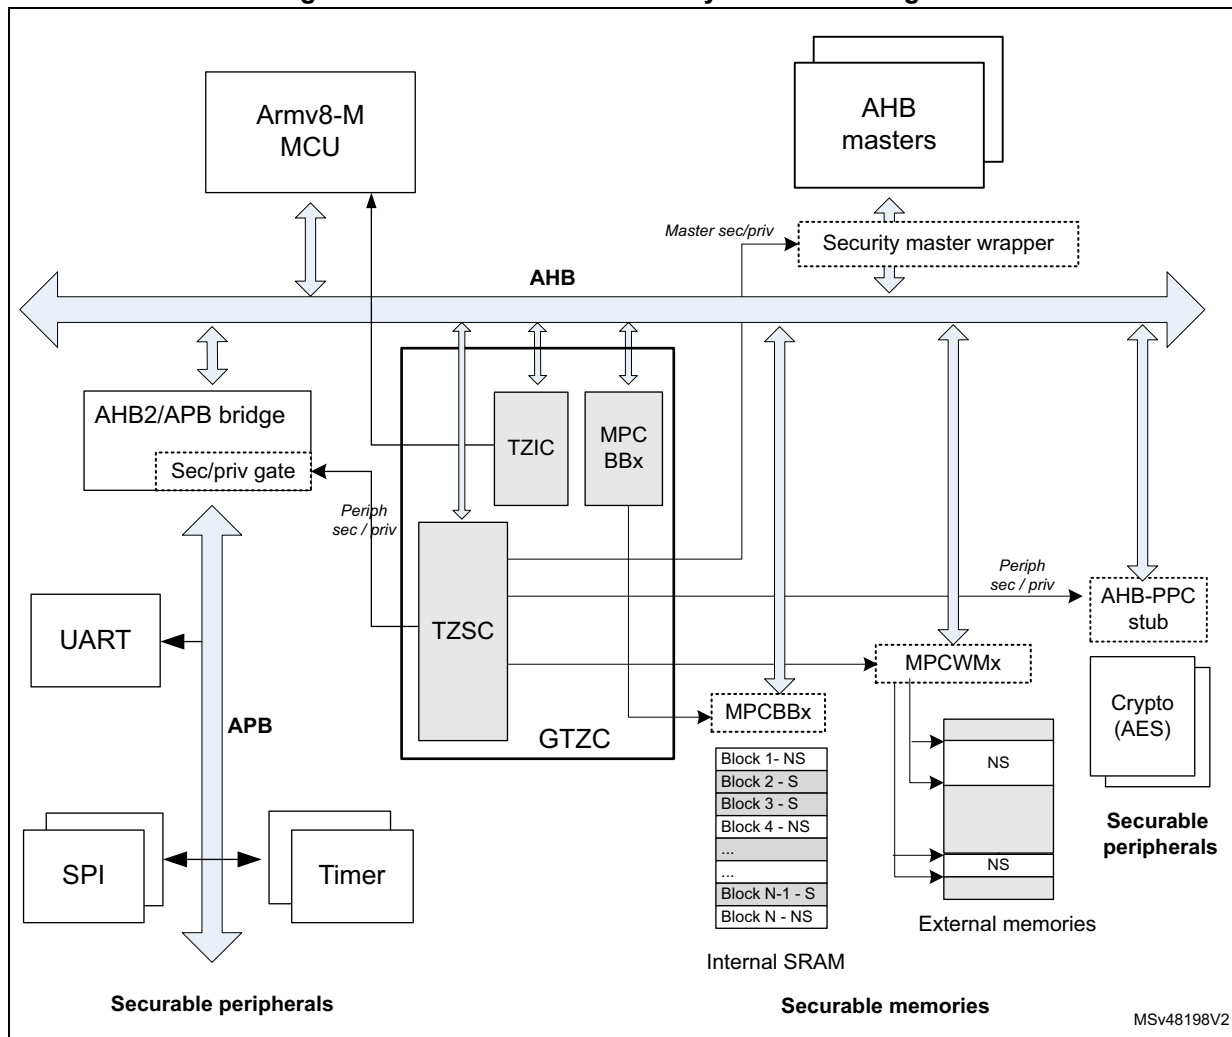 Armv8-M
MCU
AHB
masters
Master sec/priv
Security master wrapper
AHB
AHB2/APB bridge
Sec/priv gate
TZIC
MPC
BBx
Periph
sec / priv
TZSC
GTZC
Periph
sec / priv
AHB-PPC
stub
UART
APB
MPCWMx
MPCBBx
Crypto
(AES)
Block 1- NS
Block 2 - S
Block 3 - S
Block 4 - NS
...
...
Block N-1 - S
Block N - NS
NS
NS
Securable
peripherals
SPI
Timer
External memories
Internal SRAM
Securable peripherals
Securable memories
MSv48198V2